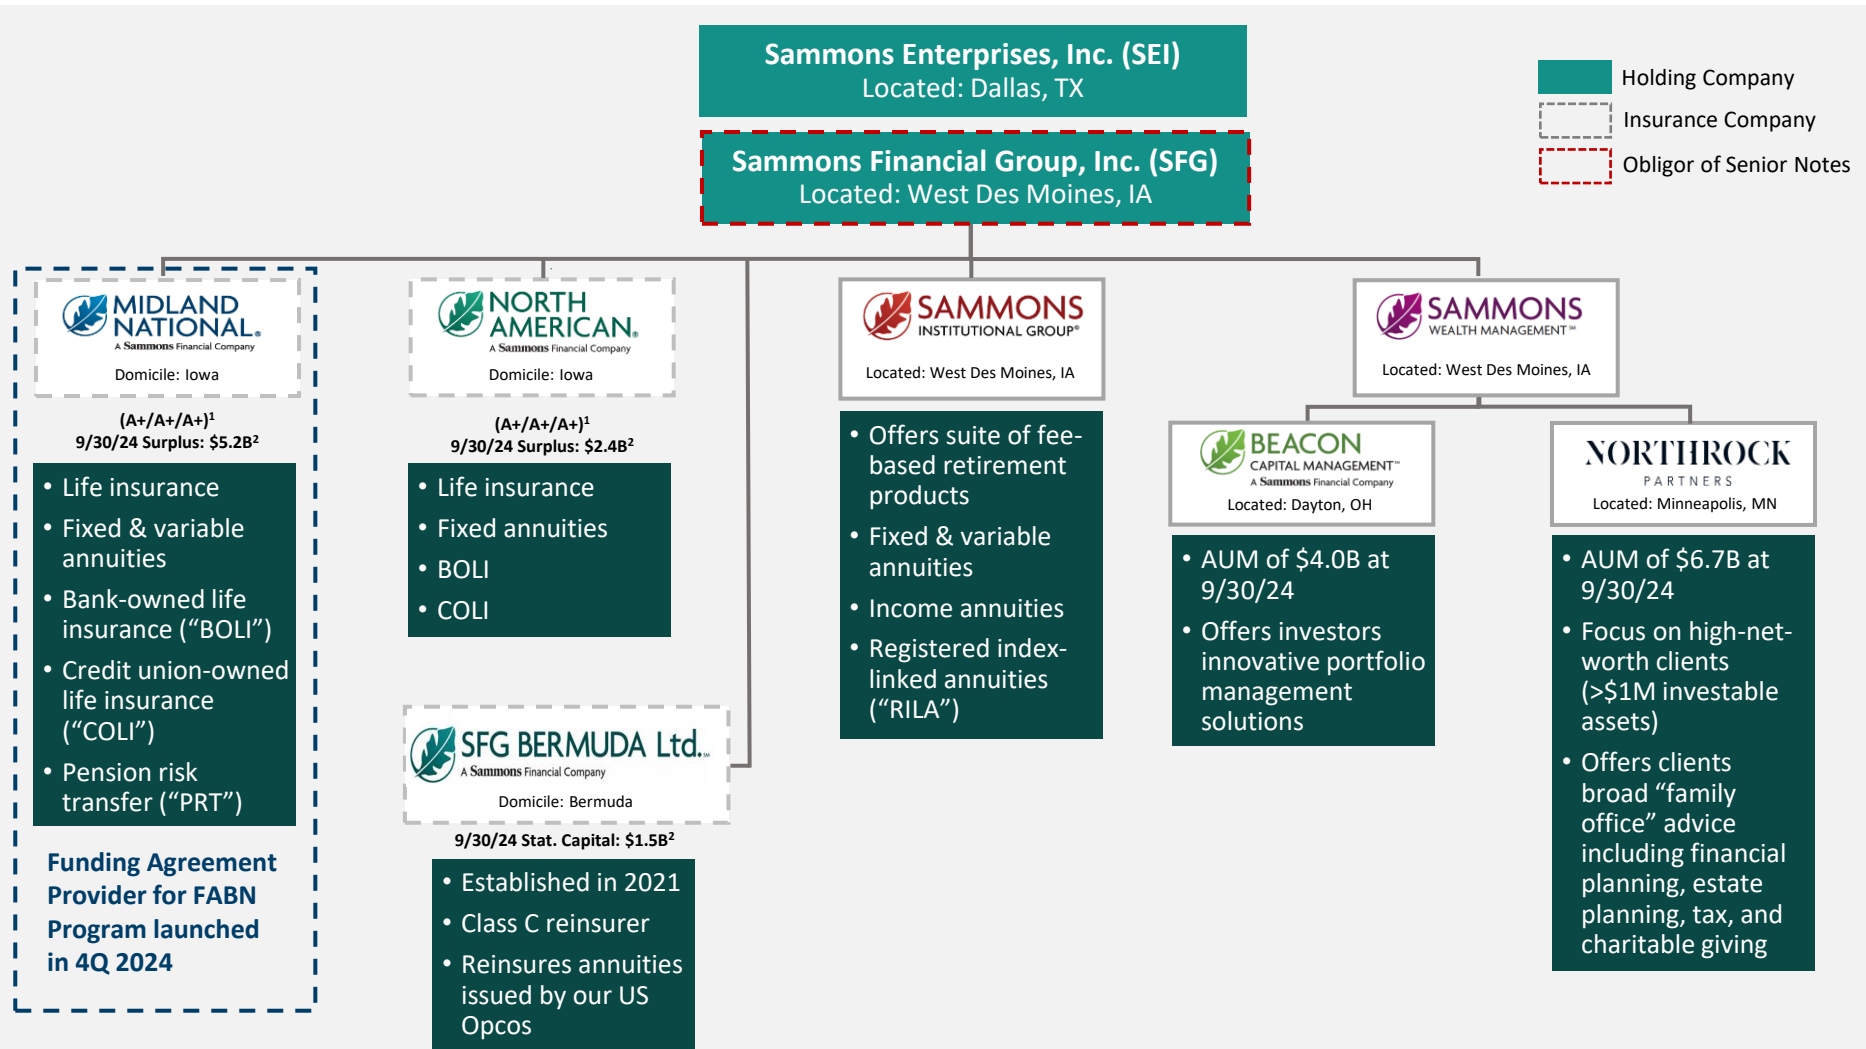 Sammons Enterprises, Inc. (SEI)
Located: Dallas, TX
Sammons Financial Group, Inc. (SFG)
Located: West Des Moines, IA
Holding Company
Insurance Company
Obligor of Senior Notes
MIDLAND
NATIONAL®
A Sammons Financial Company
Domicile: Iowa
(A+/A+/A+)¹
9/30/24 Surplus: $5.2B²
• Life insurance
• Fixed & variable
annuities
• Bank-owned life
insurance (“BOLI”)
• Credit union-owned
life insurance
(“COLI”)
• Pension risk
transfer (“PRT”)
Funding Agreement
Provider for FABN
Program launched
in 4Q 2024
NORTH
AMERICAN®
A Sammons Financial Company
Domicile: Iowa
(A+/A+/A+)¹
9/30/24 Surplus: $2.4B²
• Life insurance
• Fixed annuities
• BOLI
• COLI
SFG BERMUDA Ltd.℠
A Sammons Financial Company
Domicile: Bermuda
9/30/24 Stat. Capital: $1.5B²
• Established in 2021
• Class C reinsurer
• Reinsures annuities
issued by our US
Opcos
SAMMONS
INSTITUTIONAL GROUP®
Located: West Des Moines, IA
• Offers suite of fee-
based retirement
products
• Fixed & variable
annuities
• Income annuities
• Registered index-
linked annuities
(“RILA”)
SAMMONS
WEALTH MANAGEMENT℠
Located: West Des Moines, IA
BEACON
CAPITAL MANAGEMENT™
A Sammons Financial Company
Located: Dayton, OH
• AUM of $4.0B at
9/30/24
• Offers investors
innovative portfolio
management
solutions
NORTHROCK
PARTNERS
Located: Minneapolis, MN
• AUM of $6.7B at
9/30/24
• Focus on high-net-
worth clients
(>$1M investable
assets)
• Offers clients
broad “family
office” advice
including financial
planning, estate
planning, tax, and
charitable giving